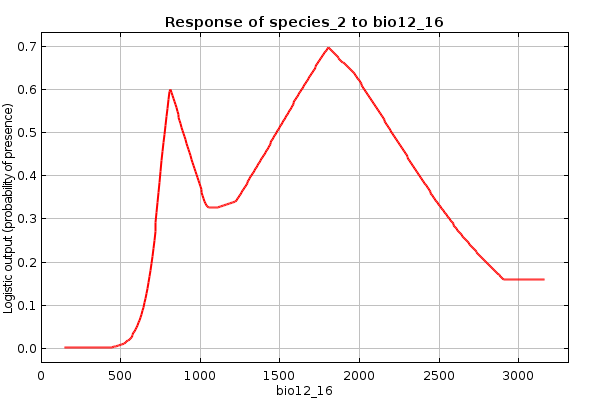 Response of species_2 to bio12_16
Logistic output (probability of presence)
0.7
0.6
0.5
0.4
0.3
0.2
0.1
0.0
0 500 1000 1500 2000 2500 3000
bio12_16